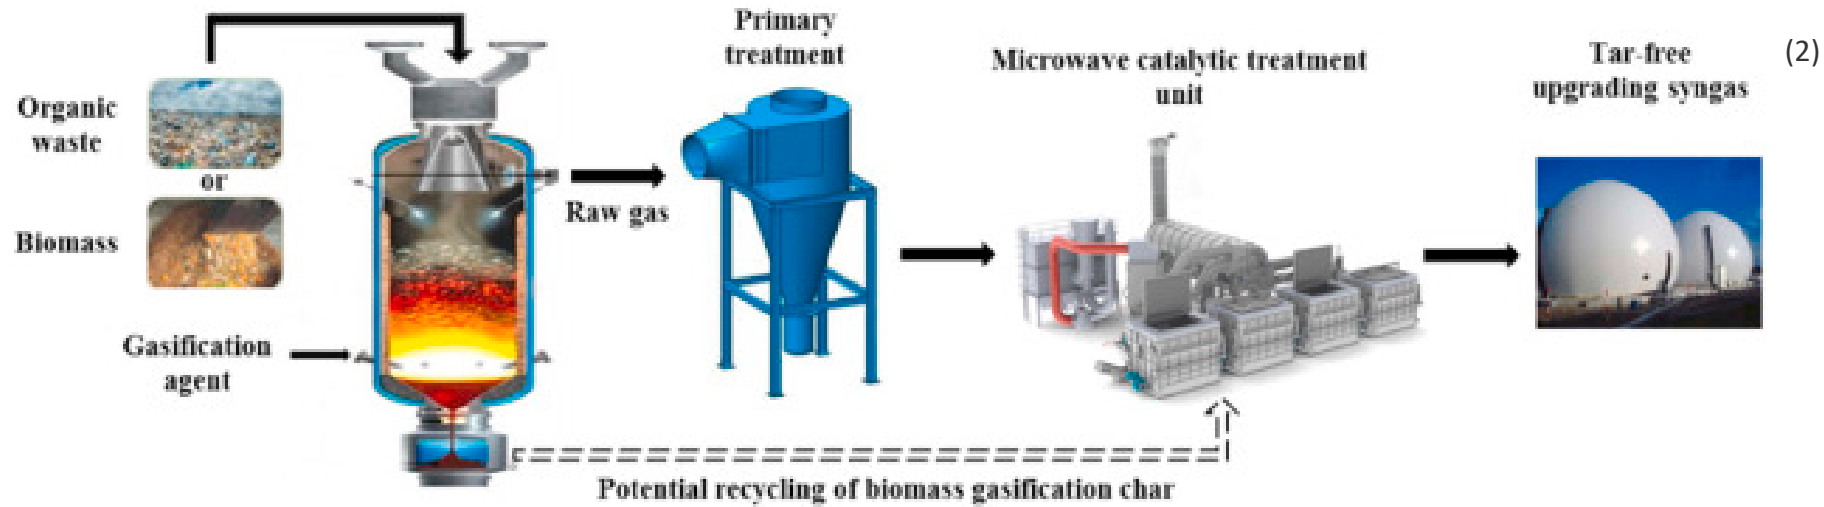 Organic
waste
or
Biomass
Gasification
agent
Raw gas
Primary
treatment
Microwave catalytic treatment
unit
Tar-free
upgrading syngas
(2)
Potential recycling of biomass gasification char